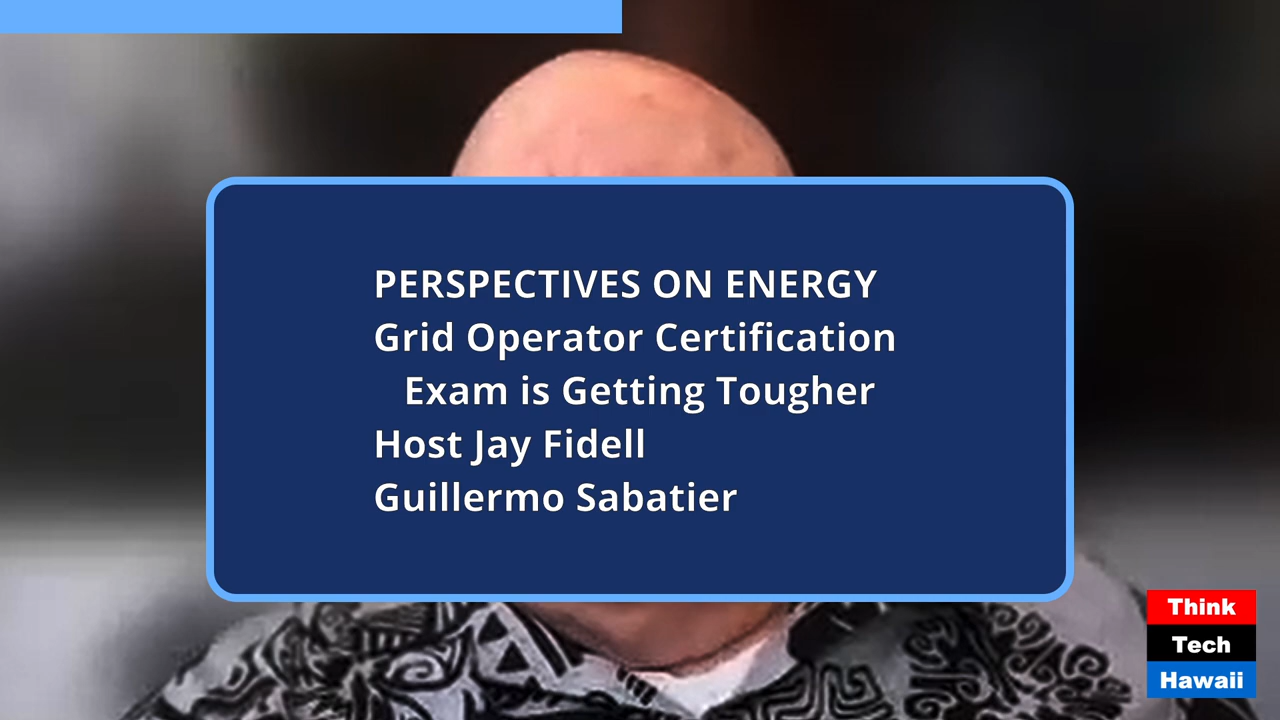 PERSPECTIVES ON ENERGY
Grid Operator Certification
Exam is Getting Tougher
Host Jay Fidell
Guillermo Sabatier
Think
Tech
Hawaii